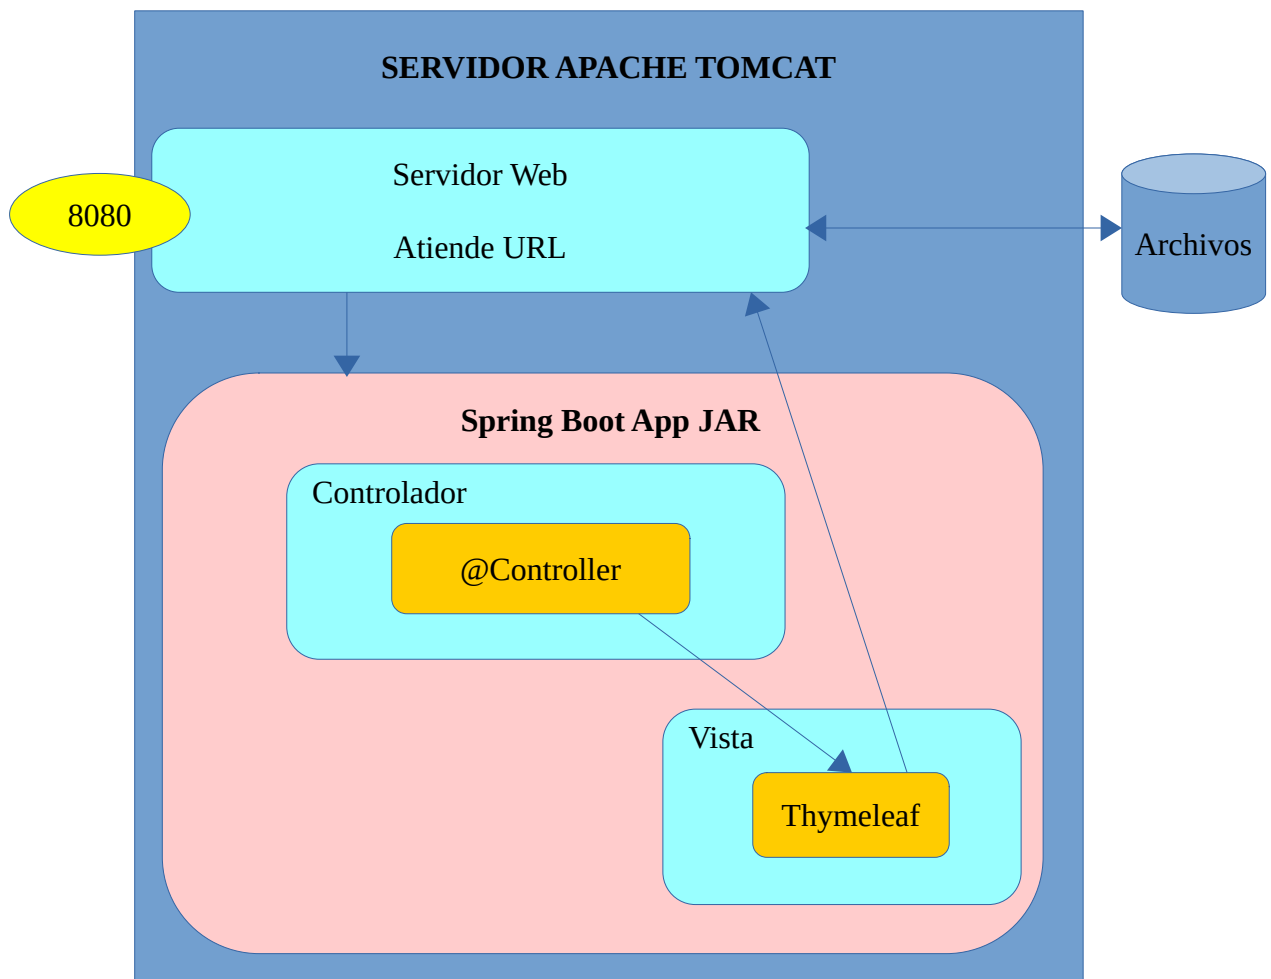 SERVIDOR APACHE TOMCAT
Servidor Web
8080
Atiende URL
Archivos
Spring Boot App JAR
Controlador
@Controller
Vista
Thymeleaf